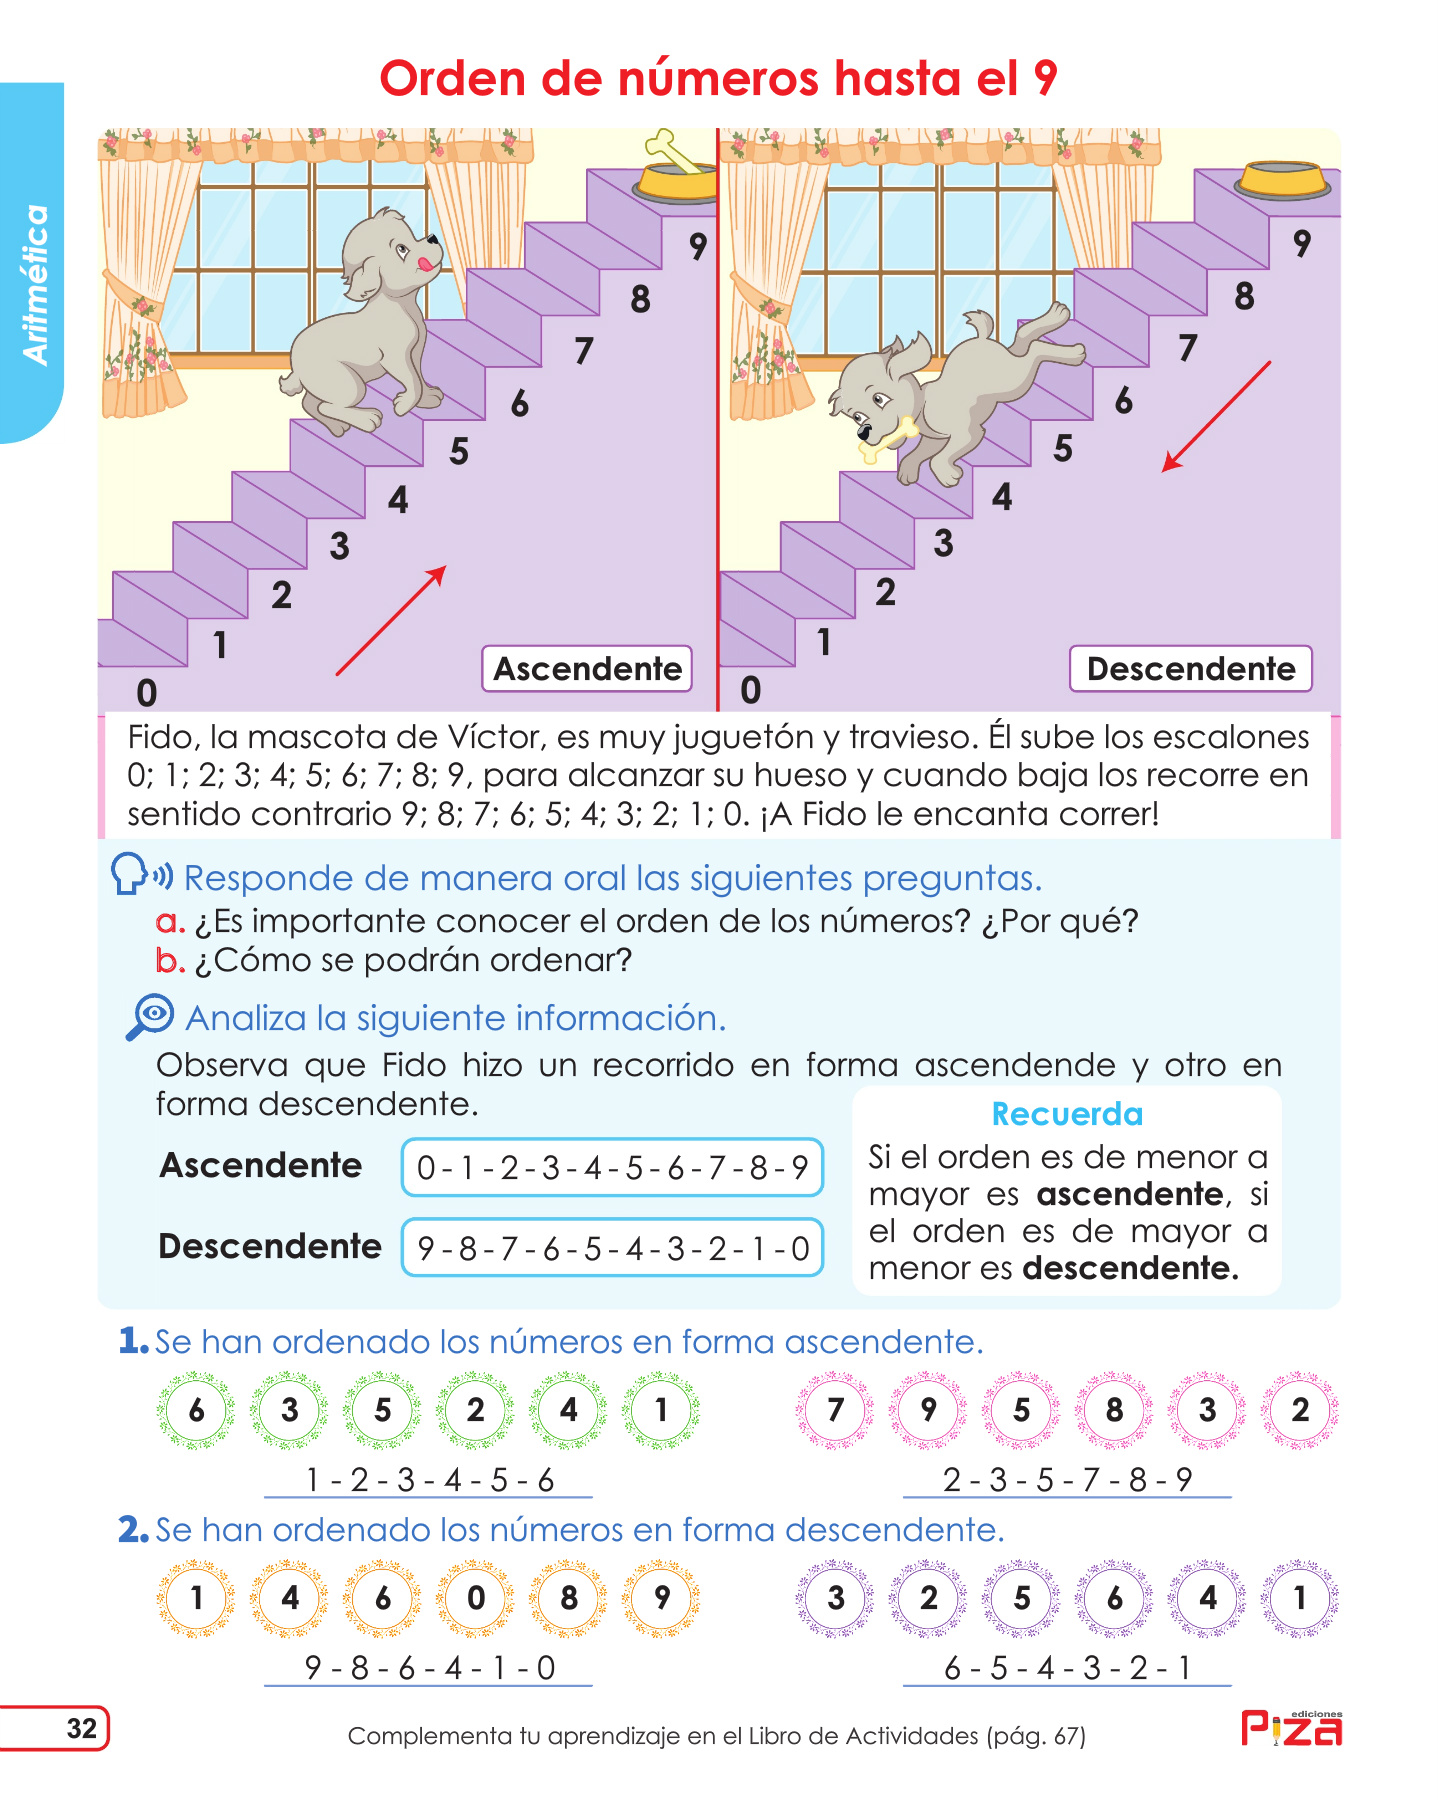 Orden de números hasta el 9
Aritmética
9
8
7
6
5
4
3
2
1
0
Ascendente
9
8
7
6
5
4
3
2
1
0
Descendente
Fido, la mascota de Víctor, es muy juguetón y travieso. Él sube los escalones
0; 1; 2; 3; 4; 5; 6; 7; 8; 9, para alcanzar su hueso y cuando baja los recorre en
sentido contrario 9; 8; 7; 6; 5; 4; 3; 2; 1; 0. ¡A Fido le encanta correr!
Responde de manera oral las siguientes preguntas.
a. ¿Es importante conocer el orden de los números? ¿Por qué?
b. ¿Cómo se podrán ordenar?
Analiza la siguiente información.
Observa que Fido hizo un recorrido en forma ascendende y otro en
forma descendente.
Ascendente 0 - 1 - 2 - 3 - 4 - 5 - 6 - 7 - 8 - 9
Descendente 9 - 8 - 7 - 6 - 5 - 4 - 3 - 2 - 1 - 0
Recuerda
Si el orden es de menor a
mayor es ascendente, si
el orden es de mayor a
menor es descendente.
1. Se han ordenado los números en forma ascendente.
6 3 5 2 4 1
1 - 2 - 3 - 4 - 5 - 6
7 9 5 8 3 2
2 - 3 - 5 - 7 - 8 - 9
2. Se han ordenado los números en forma descendente.
1 4 6 0 8 9
9 - 8 - 6 - 4 - 1 - 0
3 2 5 6 4 1
6 - 5 - 4 - 3 - 2 - 1
32
Complementa tu aprendizaje en el Libro de Actividades (pág. 67)
ediciones
Piza